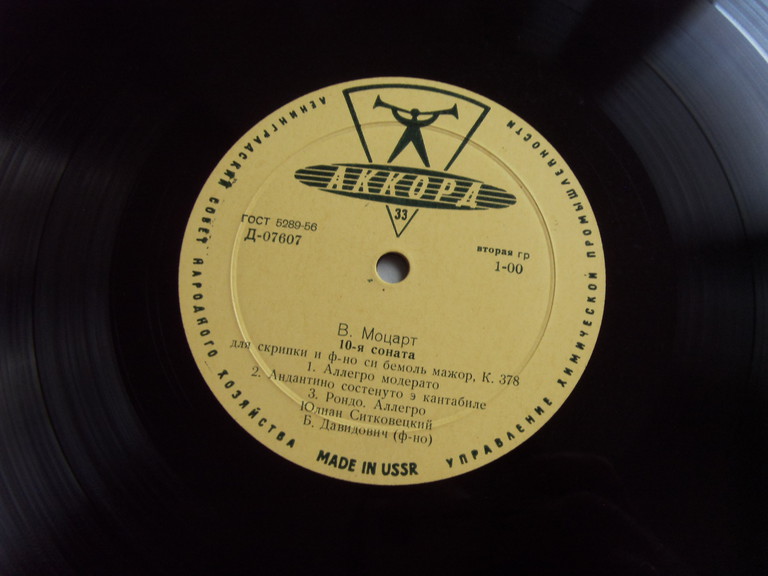 ЛЕНИНГРАДСКИЙ СОВЕТ НАРОДНОГО ХОЗЯЙСТВА
УПРАВЛЕНИЕ ХИМИЧЕСКОЙ ПРОМЫШЛЕННОСТИ
АККОРД
33
ГОСТ 5289-56
Д-07607
вторая гр
1-00
В. Моцарт
10-я соната
для скрипки и ф-но си бемоль мажор, К. 378
1. Аллегро модерато
2. Андантино состенуто э кантабиле
3. Рондо. Аллегро
Юлиан Ситковецкий
Б. Давидович (ф-но)
MADE IN USSR